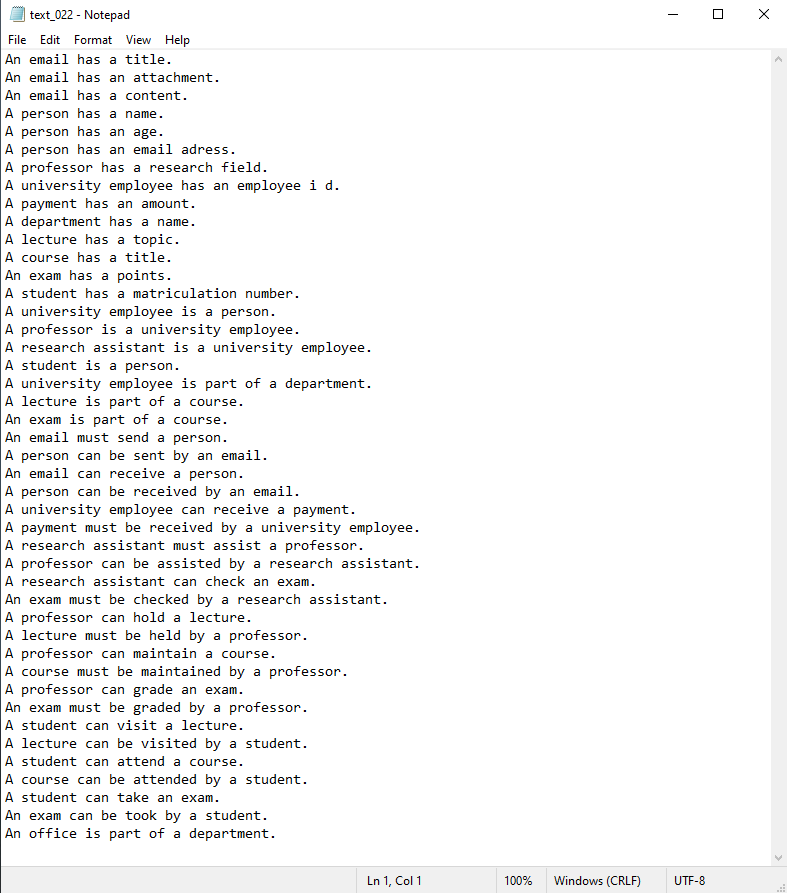 text_022 - Notepad
File Edit Format View Help
An email has a title.
An email has an attachment.
An email has a content.
A person has a name.
A person has an age.
A person has an email adress.
A professor has a research field.
A university employee has an employee i d.
A payment has an amount.
A department has a name.
A lecture has a topic.
A course has a title.
An exam has a points.
A student has a matriculation number.
A university employee is a person.
A professor is a university employee.
A research assistant is a university employee.
A student is a person.
A university employee is part of a department.
A lecture is part of a course.
An exam is part of a course.
An email must send a person.
A person can be sent by an email.
An email can receive a person.
A person can be received by an email.
A university employee can receive a payment.
A payment must be received by a university employee.
A research assistant must assist a professor.
A professor can be assisted by a research assistant.
A research assistant can check an exam.
An exam must be checked by a research assistant.
A professor can hold a lecture.
A lecture must be held by a professor.
A professor can maintain a course.
A course must be maintained by a professor.
A professor can grade an exam.
An exam must be graded by a professor.
A student can visit a lecture.
A lecture can be visited by a student.
A student can attend a course.
A course can be attended by a student.
A student can take an exam.
An exam can be took by a student.
An office is part of a department.
Ln 1, Col 1 100% Windows (CRLF) UTF-8